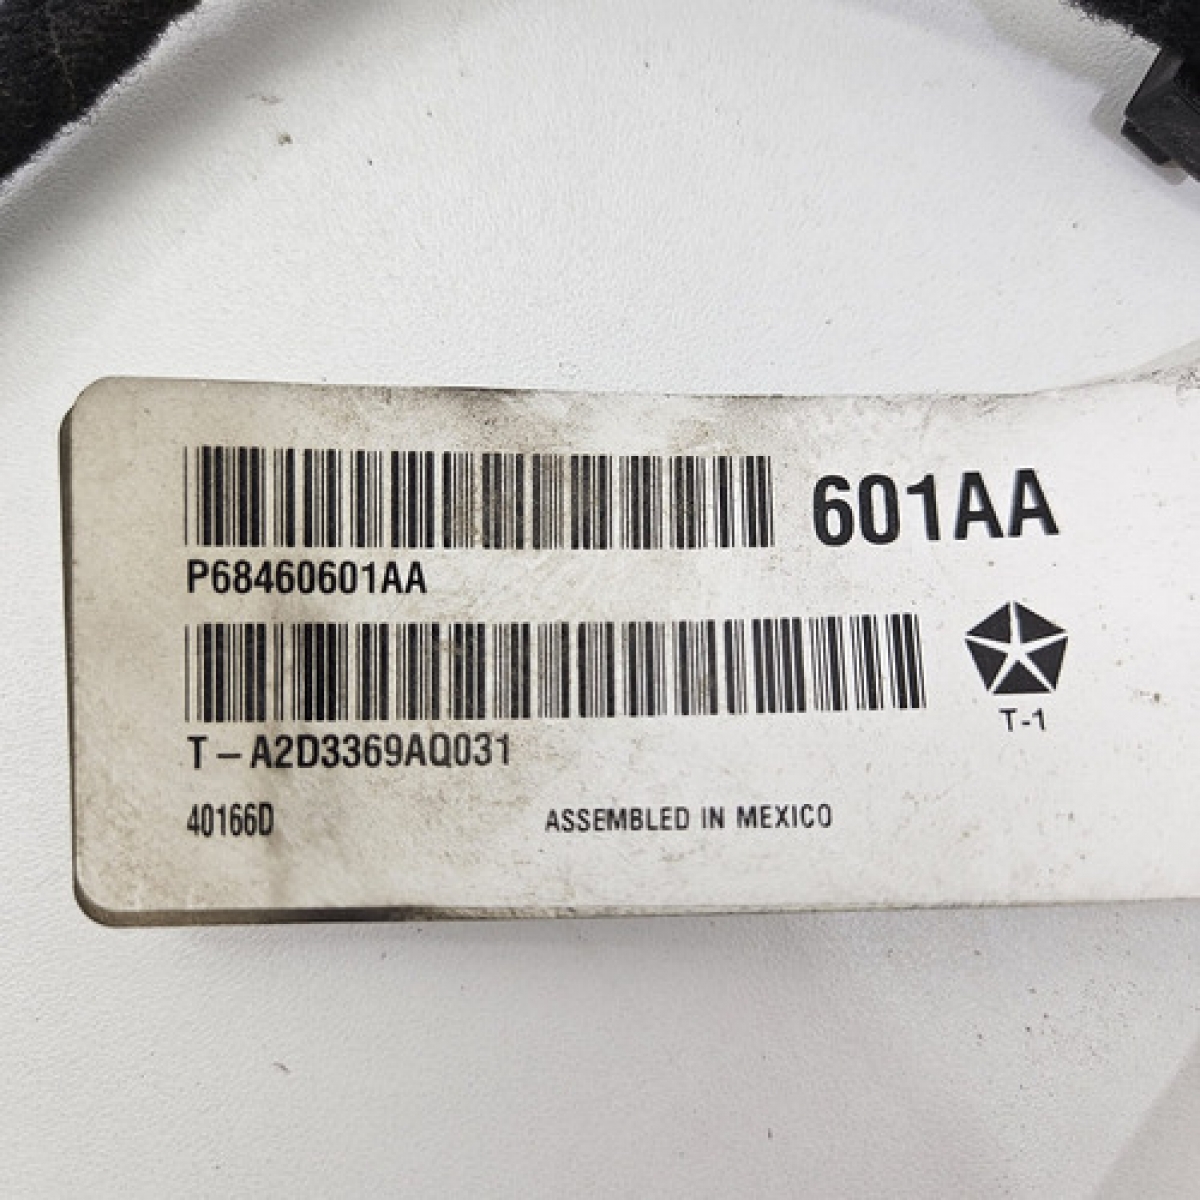 601AA
P68460601AA
T-1
T – A2D3369AQ031
40166D ASSEMBLED IN MEXICO